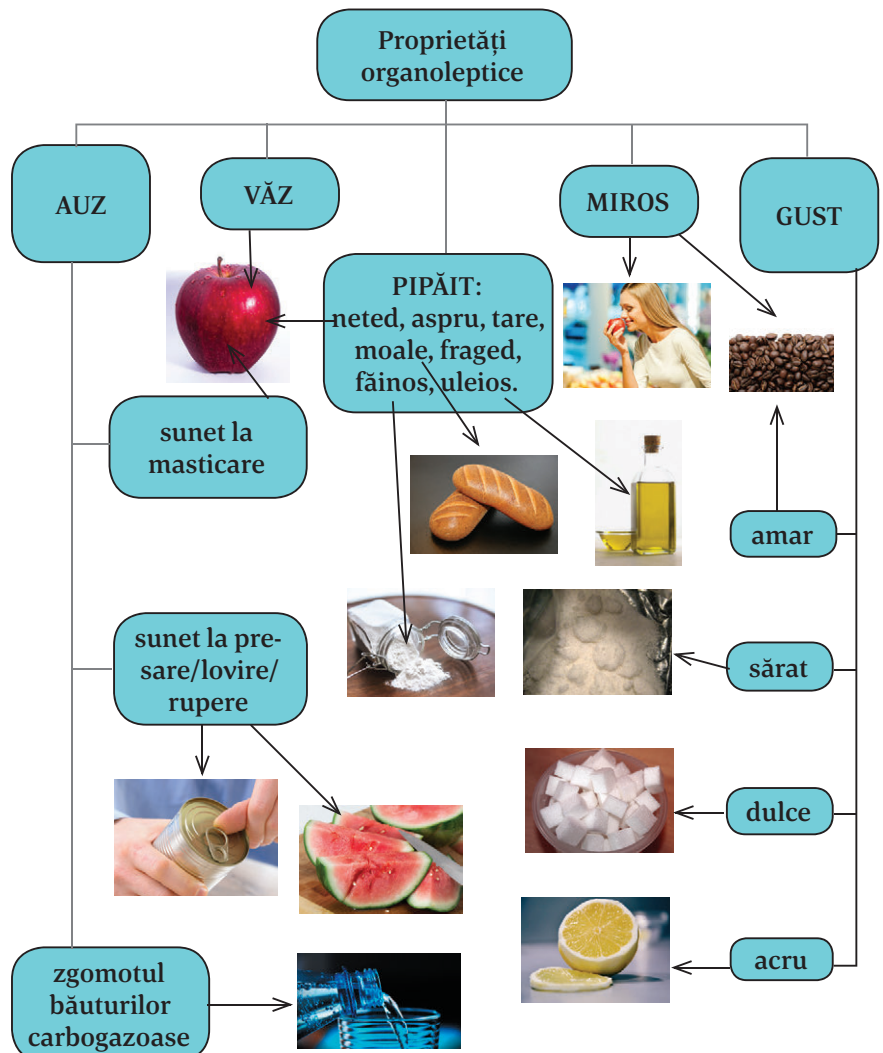 Proprietăți
organoleptice
AUZ
VĂZ
MIROS
GUST
PIPĂIT:
neted, aspru, tare,
moale, fraged,
făinos, uleios.
sunet la
masticare
amar
sunet la pre-
sare/lovire/
rupere
sărat
dulce
acru
zgomotul
băuturilor
carbogazoase